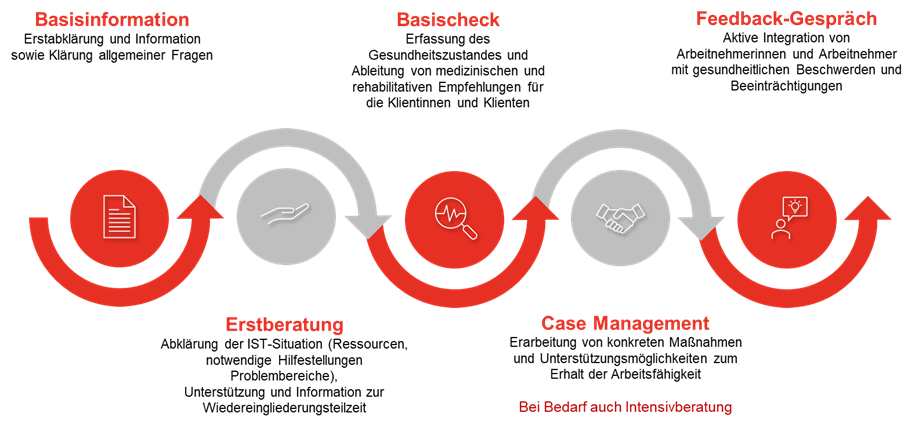 Basisinformation
Erstabklärung und Information
sowie Klärung allgemeiner Fragen
Basischeck
Erfassung des
Gesundheitszustandes und
Ableitung von medizinischen und
rehabilitativen Empfehlungen für
die Klientinnen und Klienten
Feedback-Gespräch
Aktive Integration von
Arbeitnehmerinnen und Arbeitnehmer
mit gesundheitlichen Beschwerden und
Beeinträchtigungen
Erstberatung
Abklärung der IST-Situation (Ressourcen,
notwendige Hilfestellungen
Problembereiche),
Unterstützung und Information zur
Wiedereingliederungsteilzeit
Case Management
Erarbeitung von konkreten Maßnahmen
und Unterstützungsmöglichkeiten zum
Erhalt der Arbeitsfähigkeit
Bei Bedarf auch Intensivberatung